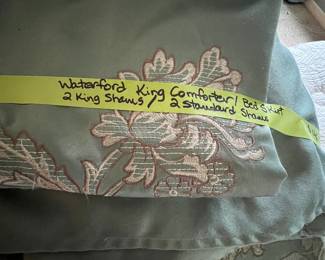 Waterford King Comforter/ Bed Skirt
2 King Shams/ 2 Standard Shams